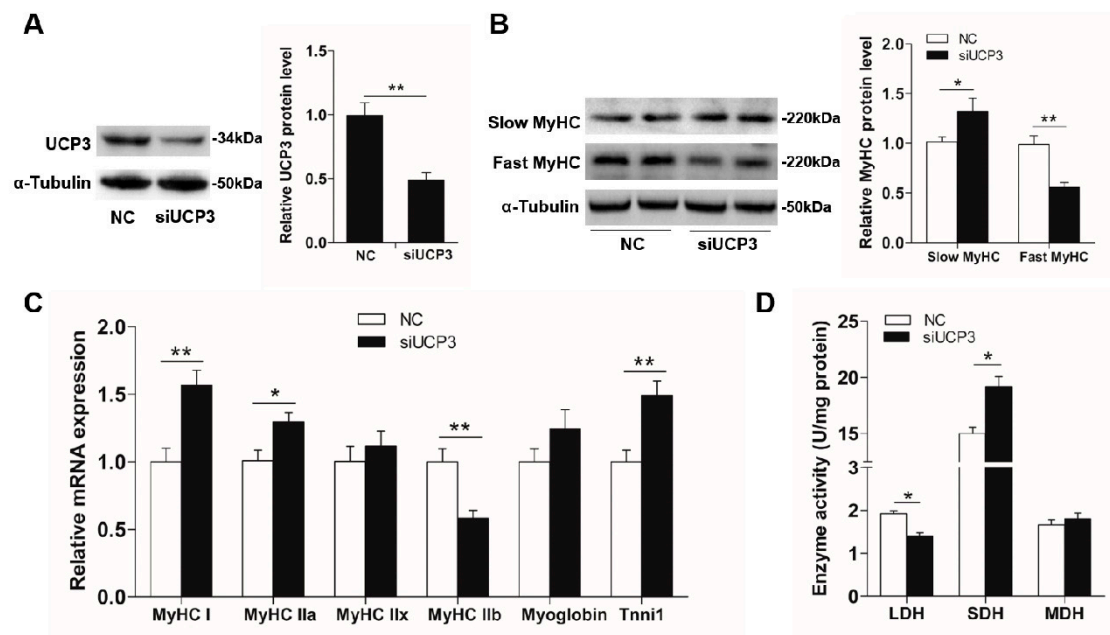 A
UCP3
-34kDa
α-Tubulin
-50kDa
NC
siUCP3
Relative UCP3 protein level
1.5
1.0
0.5
0.0
**
NC
siUCP3
B
Slow MyHC
-220kDa
Fast MyHC
-220kDa
α-Tubulin
-50kDa
NC
siUCP3
Relative MyHC protein level
NC
siUCP3
2.0
1.5
1.0
0.5
0.0
*
**
Slow MyHC
Fast MyHC
C
Relative mRNA expression
NC
siUCP3
2.0
1.5
1.0
0.5
0.0
**
*
**
**
MyHC I
MyHC IIa
MyHC IIx
MyHC IIb
Myoglobin
Tnni1
D
Enzyme activity (U/mg protein)
NC
siUCP3
25
20
15
3
2
1
0
*
*
LDH
SDH
MDH